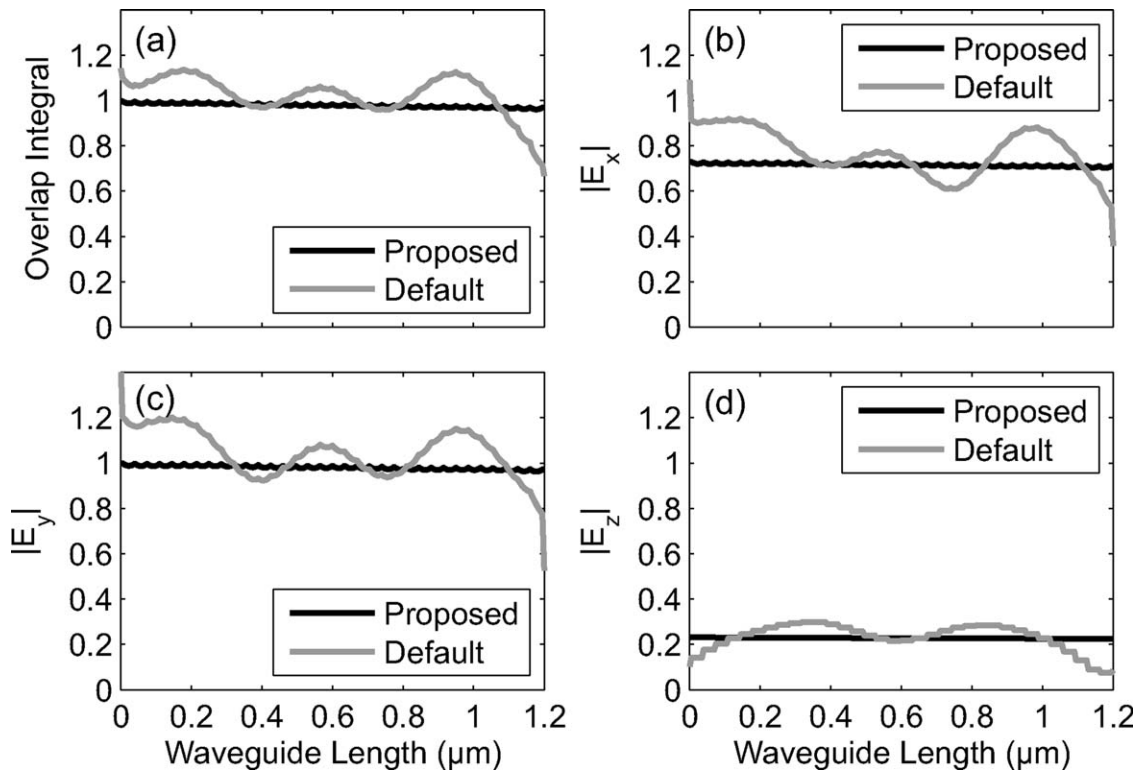 (a)
1.2
1
0.8
0.6
0.4
0.2
0
Overlap Integral
Proposed
Default
(b)
1.2
1
0.8
0.6
0.4
0.2
0
|E_x|
Proposed
Default
(c)
1.2
1
0.8
0.6
0.4
0.2
0
|E_y|
Proposed
Default
0 0.2 0.4 0.6 0.8 1 1.2
Waveguide Length (μm)
(d)
1.2
1
0.8
0.6
0.4
0.2
0
|E_z|
Proposed
Default
0 0.2 0.4 0.6 0.8 1 1.2
Waveguide Length (μm)